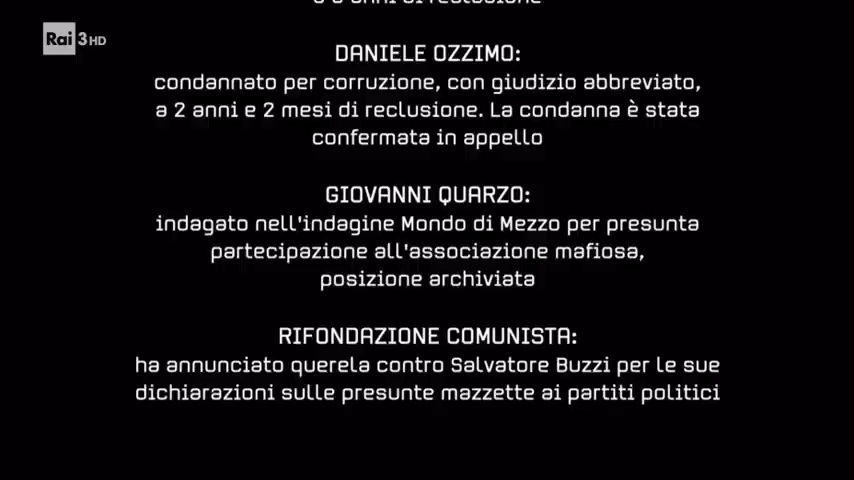 Rai 3HD
DANIELE OZZIMO:
condannato per corruzione, con giudizio abbreviato,
a 2 anni e 2 mesi di reclusione. La condanna è stata
confermata in appello
GIOVANNI QUARZO:
indagato nell'indagine Mondo di Mezzo per presunta
partecipazione all'associazione mafiosa,
posizione archiviata
RIFONDAZIONE COMUNISTA:
ha annunciato querela contro Salvatore Buzzi per le sue
dichiarazioni sulle presunte mazzette ai partiti politici